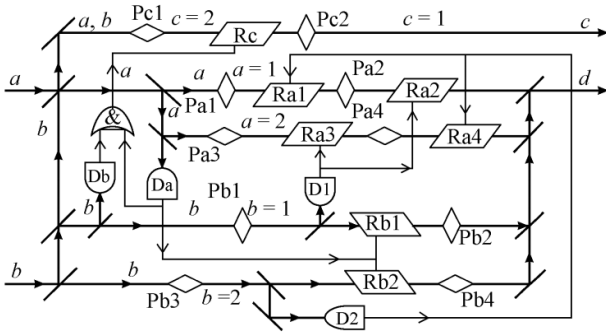 a, b Pc1 c = 2 Rc Pc2 c = 1 c
a a a a = 1 Pa2 d
Pa1 Ra1 Pa4 Ra2
b & a Pa3 a = 2 Ra3 Ra4
Db Da Pb1 D1
b b b = 1 Rb1 Pb2
b b Pb3 b = 2 Rb2 Pb4
D2